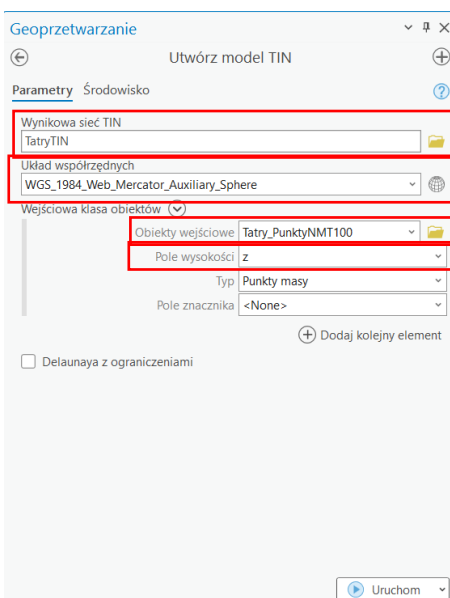 Geoprzetwarzanie
Utwórz model TIN
Parametry Środowisko
Wynikowa sieć TIN
TatryTIN
Układ współrzędnych
WGS_1984_Web_Mercator_Auxiliary_Sphere
Wejściowa klasa obiektów
Obiekty wejściowe Tatry_PunktyNMT100
Pole wysokości z
Typ Punkty masy
Pole znacznika <None>
Dodaj kolejny element
Delaunaya z ograniczeniami
Uruchom